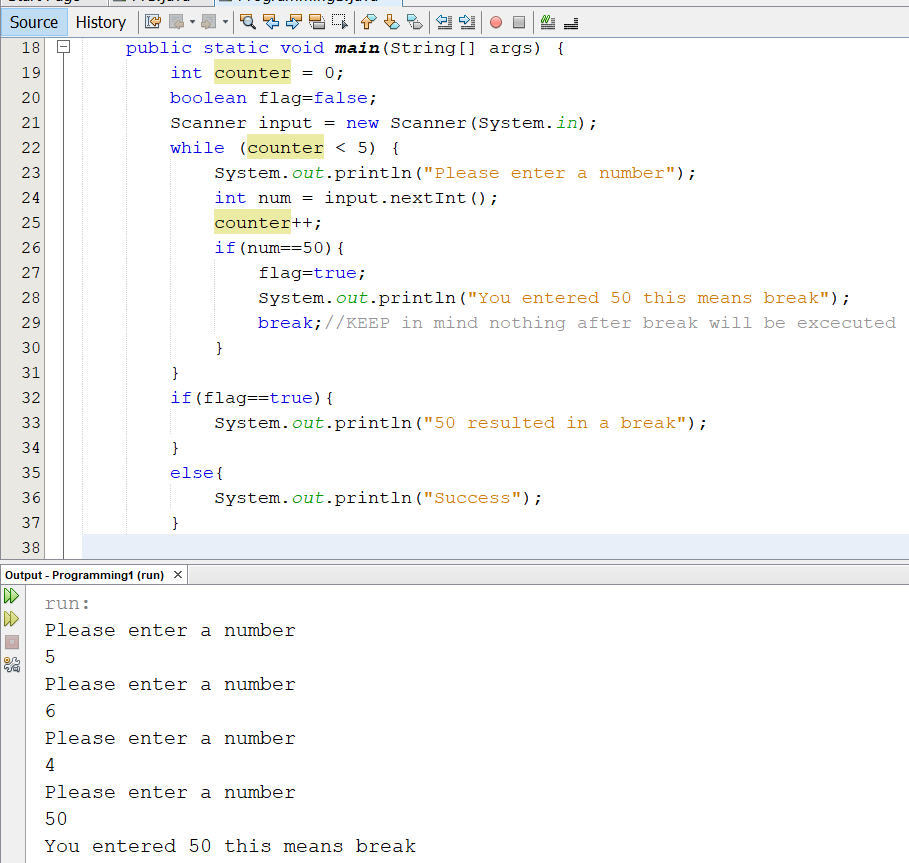 Source History
18 public static void main(String[] args) {
19 int counter = 0;
20 boolean flag=false;
21 Scanner input = new Scanner(System.in);
22 while (counter < 5) {
23 System.out.println("Please enter a number");
24 int num = input.nextInt();
25 counter++;
26 if(num==50){
27 flag=true;
28 System.out.println("You entered 50 this means break");
29 break;//KEEP in mind nothing after break will be excecuted
30 }
31 }
32 if(flag==true){
33 System.out.println("50 resulted in a break");
34 }
35 else{
36 System.out.println("Success");
37 }
38
Output - Programming1 (run) ×
run:
Please enter a number
5
Please enter a number
6
Please enter a number
4
Please enter a number
50
You entered 50 this means break